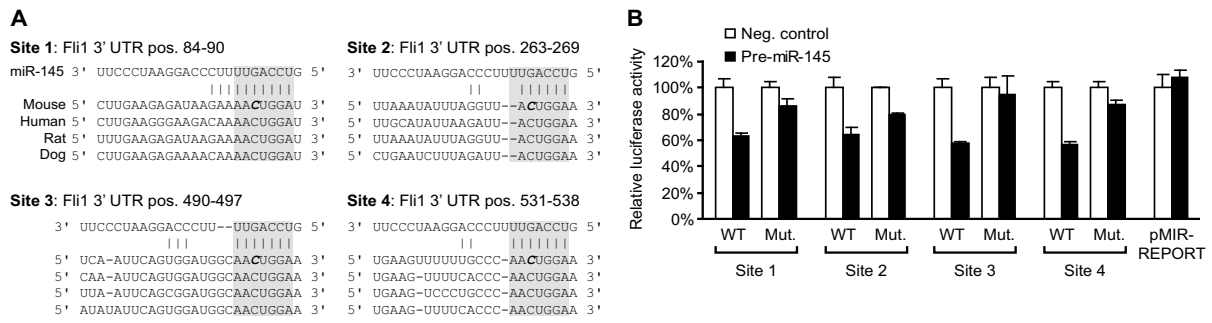 A
Site 1: Fli1 3' UTR pos. 84-90
miR-145 3' UUCCCUAAGGACCCUUUUGACCUG 5'
Mouse 5' CUUGAAGAGAUAAGAAAACUGGAU 3'
Human 5' CUUGAAGGGAAGACAAAACUGGAU 3'
Rat 5' UUUGAAGAGAUAAGAAAACUGGAU 3'
Dog 5' CUUGAAGAGAAAACAAAACUGGAU 3'
Site 2: Fli1 3' UTR pos. 263-269
3' UUCCCUAAGGACCCUUUUGACCUG 5'
5' UUAAAUAUUUAGGUU--ACUGGAA 3'
5' UUGCAUAUUAAGAUU--ACUGGAA 3'
5' UUAAAUAUUUAGGUU--ACUGGAA 3'
5' CUGAAUCUUUAGAUU--ACUGGAA 3'
Site 3: Fli1 3' UTR pos. 490-497
3' UUCCCUAAGGACCCUU--UUGACCUG 5'
5' UCA-AUUCAGUGGAUGGCAACUGGAA 3'
5' CAA-AUUCAGUGGAUGGCAACUGGAA 3'
5' UUA-AUUCAGCGGAUGGCAACUGGAA 3'
5' AUAUAUUCAGUGGAUGGCAACUGGAA 3'
Site 4: Fli1 3' UTR pos. 531-538
3' UUCCCUAAGGACCCUUUUGACCUG 5'
5' UGAAGUUUUUUGCCC-AACUGGAA 3'
5' UGAAG-UUUUCACCC-AACUGGAA 3'
5' UGAAG-UCCCUGCCC-AACUGGAA 3'
5' UGAAG-UUUUCACCC-AACUGGAA 3'
B
Neg. control
Pre-miR-145
Relative luciferase activity
120%
100%
80%
60%
40%
20%
0%
WT Mut. WT Mut. WT Mut. WT Mut. pMIR-
REPORT
Site 1 Site 2 Site 3 Site 4